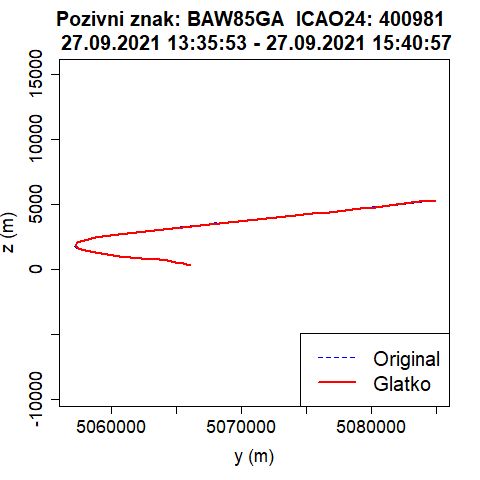 Pozivni znak: BAW85GA  ICAO24: 400981
27.09.2021 13:35:53 - 27.09.2021 15:40:57
15000
10000
5000
0
-10000
z (m)
5060000
5070000
5080000
y (m)
Original
Glatko